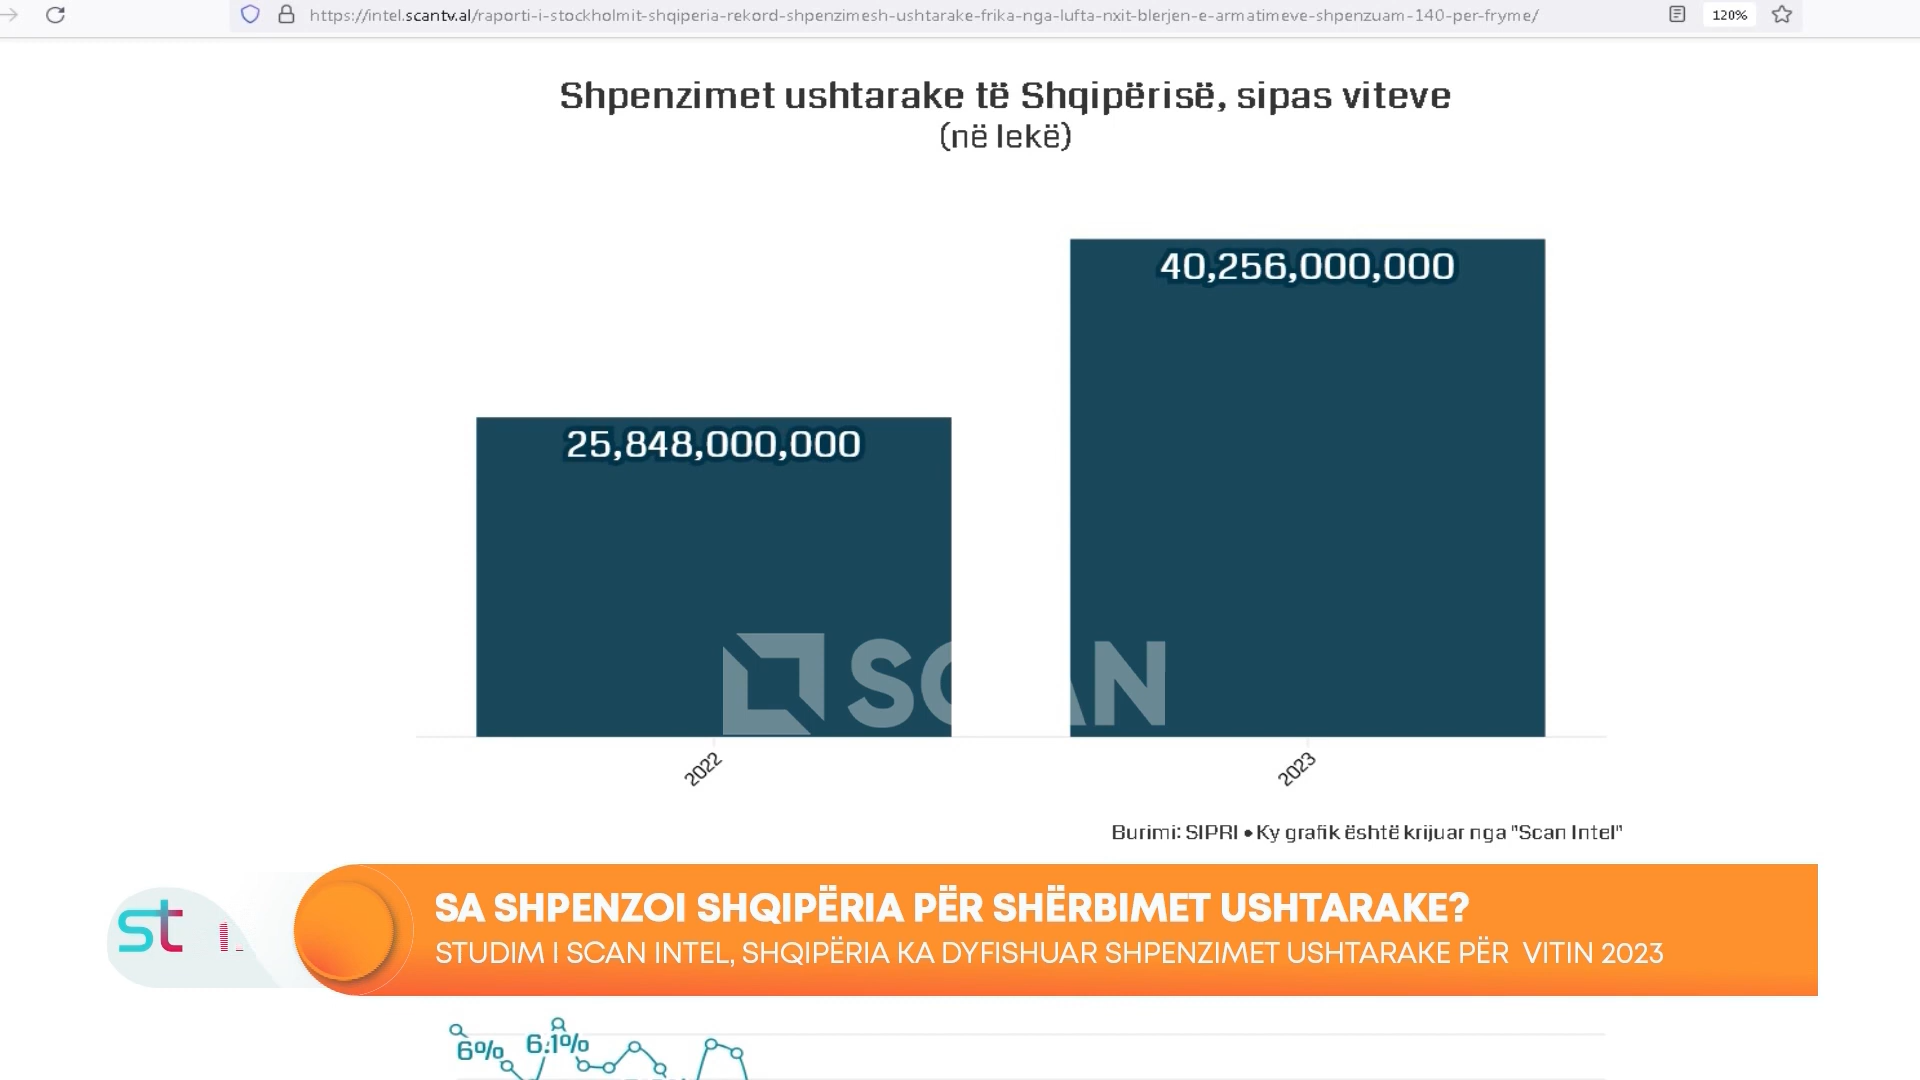 https://intel.scantv.al/raporti-i-stockholmit-shqiperia-rekord-shpenzimesh-ushtarake-frika-nga-lufta-nxit-blerjen-e-armatimeve-shpenzuam-140-per-fryme/
120%
Shpenzimet ushtarake të Shqipërisë, sipas viteve
(në lekë)
40,256,000,000
25,848,000,000
SCAN
2022
2023
Burimi: SIPRI • Ky grafik është krijuar nga "Scan Intel"
st
SA SHPENZOI SHQIPËRIA PËR SHËRBIMET USHTARAKE?
STUDIM I SCAN INTEL, SHQIPËRIA KA DYFISHUAR SHPENZIMET USHTARAKE PËR VITIN 2023
6%
6.1%